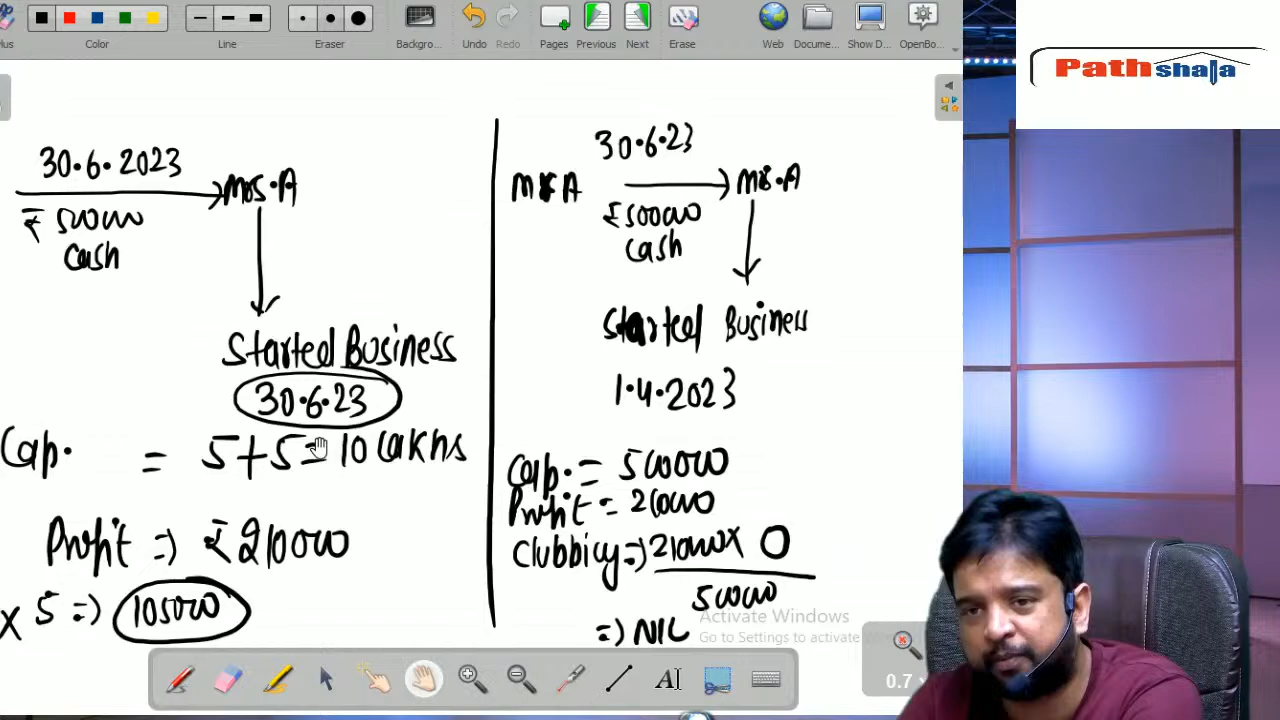 Color
Line
Eraser
Backgro...
Undo
Redo
Pages
Previous
Next
Erase
Web
Docume...
Show D...
OpenBo...
Pathshala
30.6.2023
→ Mrs.A
₹ 500000
Cash
Started Business
30.6.23
Cap. = 5+5 = 10 Lakhs
Profit => ₹210000
x 5 => 105000
30.6.23
Mr A → Mrs.A
₹500000
Cash
Started Business
1.4.2023
Cap. = 500000
Profit = 210000
Clubbing => 210000 x 0
500000
=> NIL
Activate Windows
Go to Settings to activate
0.7